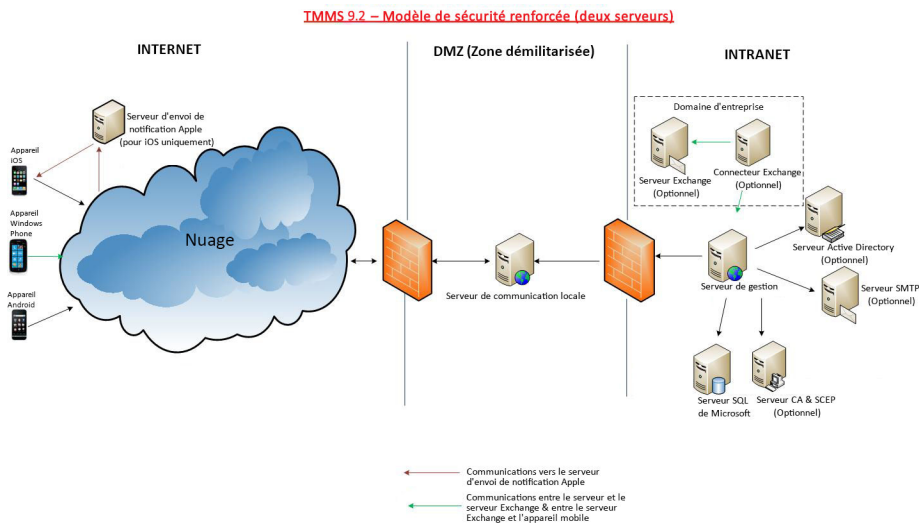 TMMS 9.2 – Modèle de sécurité renforcée (deux serveurs)
INTERNET
DMZ (Zone démilitarisée)
INTRANET
Serveur d'envoi de
notification Apple
(pour iOS uniquement)
Appareil
iOS
Appareil
Windows
Phone
Appareil
Android
Nuage
Serveur de communication locale
Domaine d'entreprise
Serveur Exchange
(Optionnel)
Connecteur Exchange
(Optionnel)
Serveur Active Directory
(Optionnel)
Serveur de gestion
Serveur SMTP
(Optionnel)
Serveur SQL
de Microsoft
Serveur CA & SCEP
(Optionnel)
Communications vers le serveur
d'envoi de notification Apple
Communications entre le serveur et le
serveur Exchange & entre le serveur
Exchange et l'appareil mobile